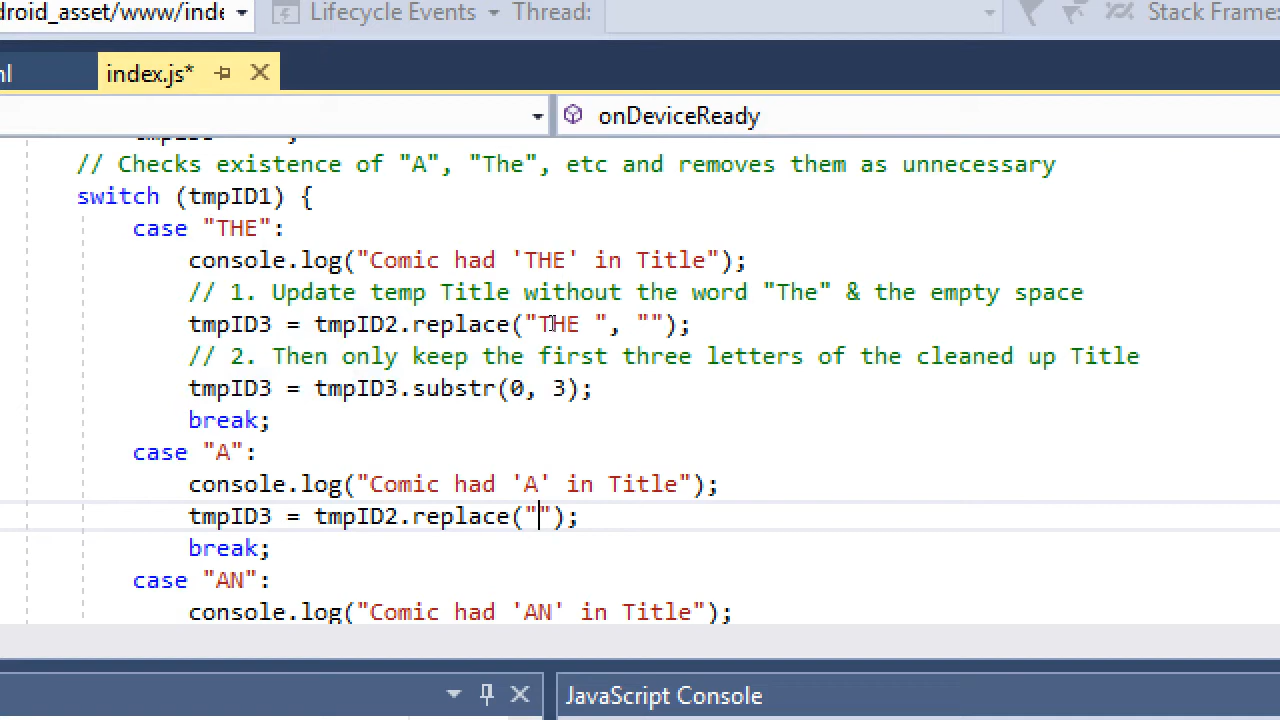 droid_asset/www/inde
Lifecycle Events
Thread:
Stack Frame:
ml
index.js*
onDeviceReady
// Checks existence of "A", "The", etc and removes them as unnecessary
switch (tmpID1) {
case "THE":
console.log("Comic had 'THE' in Title");
// 1. Update temp Title without the word "The" & the empty space
tmpID3 = tmpID2.replace("THE ", "");
// 2. Then only keep the first three letters of the cleaned up Title
tmpID3 = tmpID3.substr(0, 3);
break;
case "A":
console.log("Comic had 'A' in Title");
tmpID3 = tmpID2.replace("");
break;
case "AN":
console.log("Comic had 'AN' in Title");
JavaScript Console